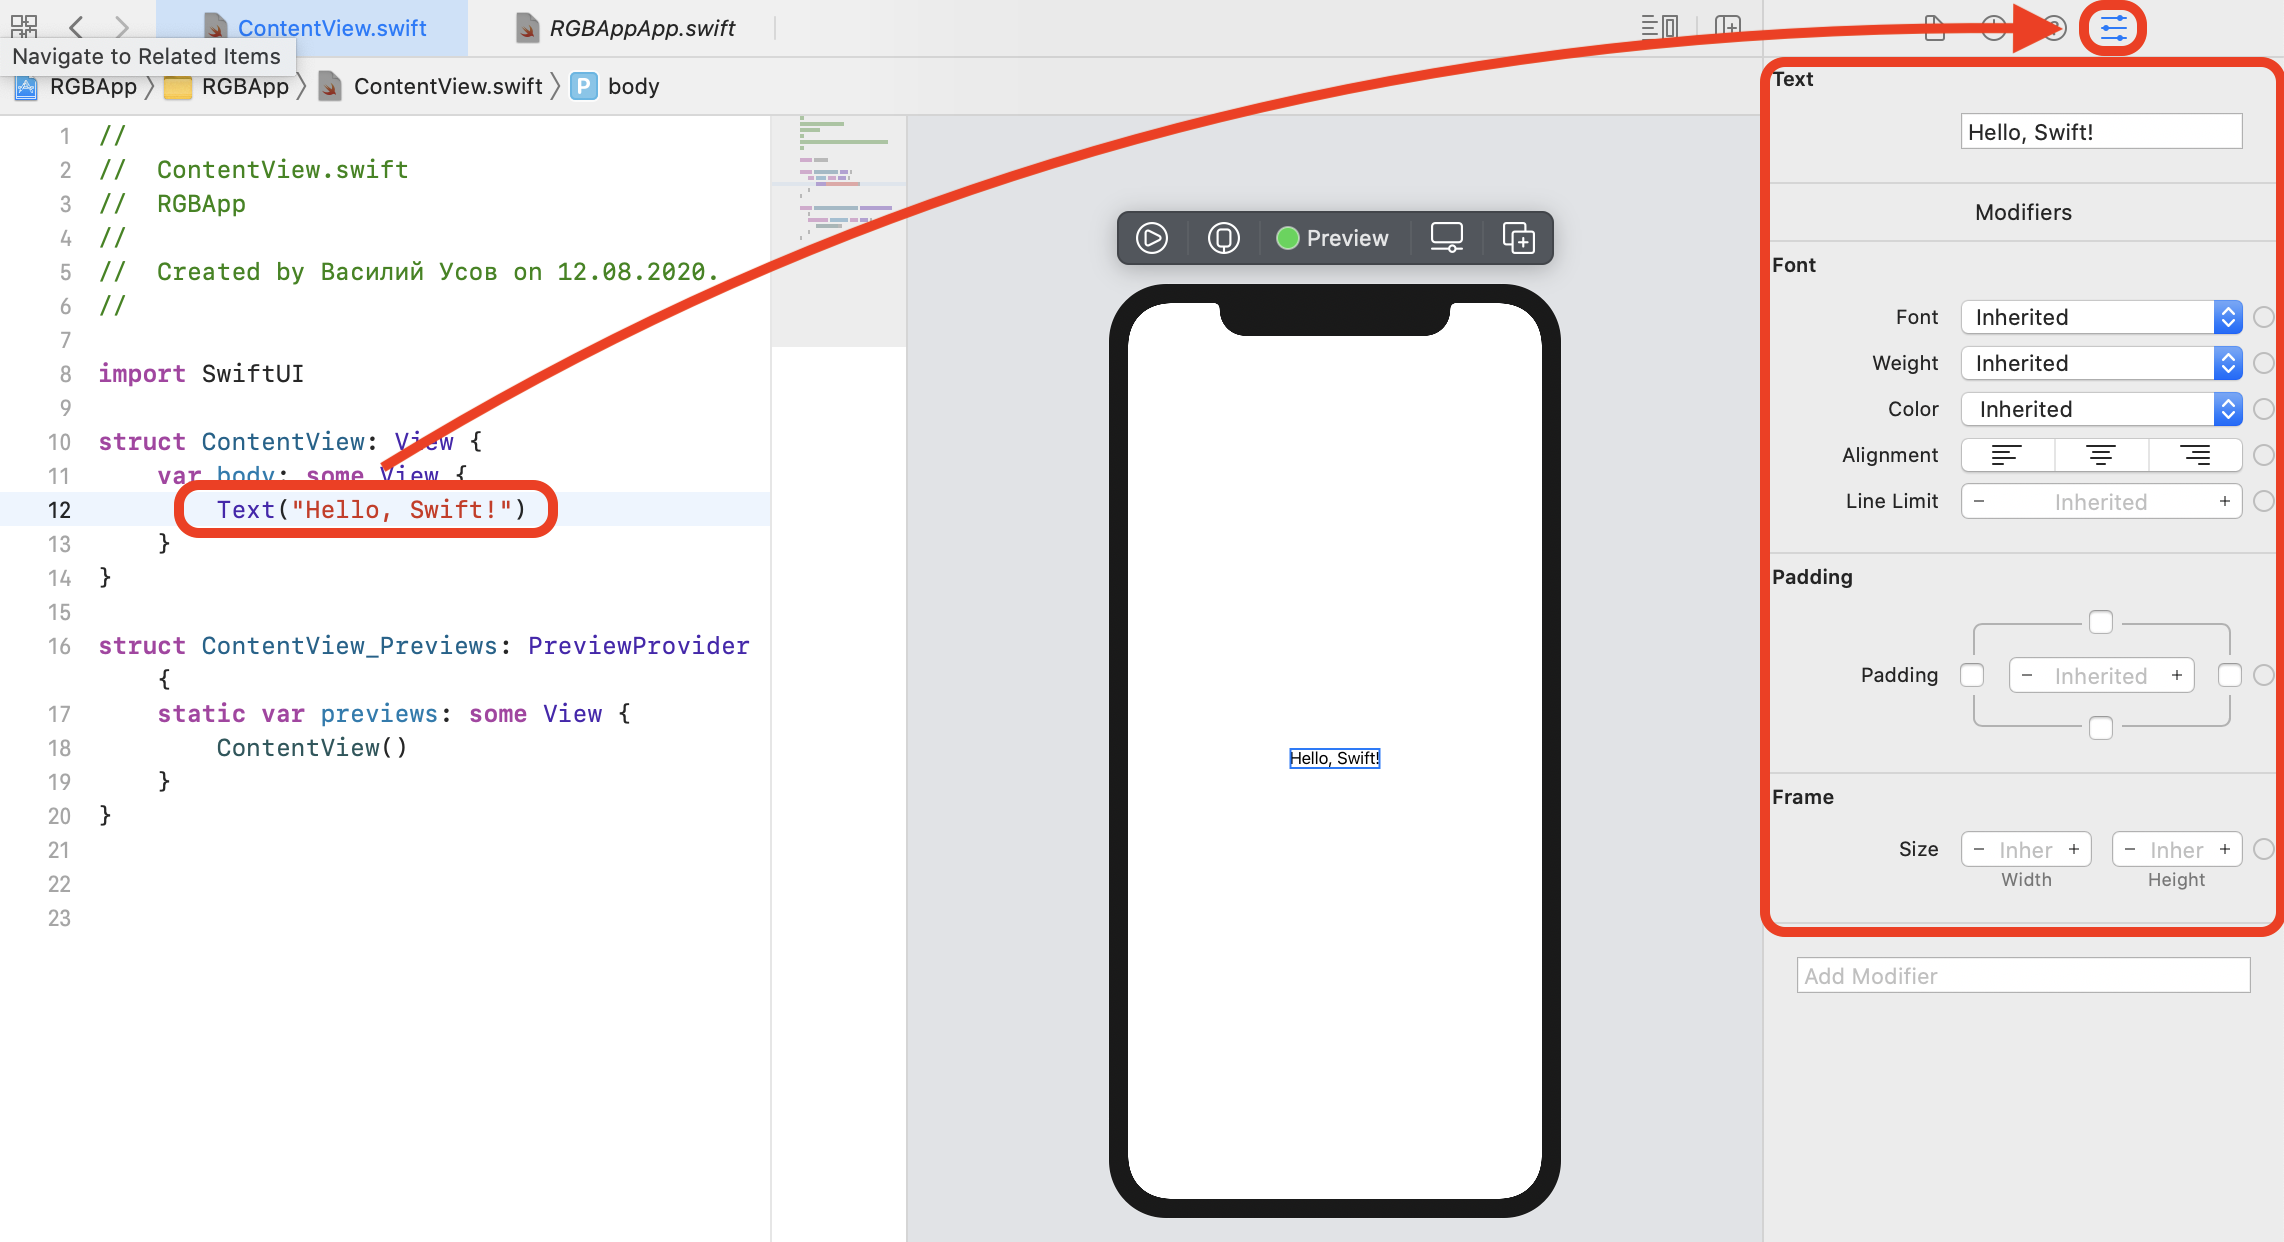 ContentView.swift
RGBAppApp.swift
Navigate to Related Items
RGBApp
RGBApp
ContentView.swift
P body
1 //
2 //  ContentView.swift
3 //  RGBApp
4 //
5 //  Created by Василий Усов on 12.08.2020.
6 //
7
8 import SwiftUI
9
10 struct ContentView: View {
11     var body: some View {
12         Text("Hello, Swift!")
13     }
14 }
15
16 struct ContentView_Previews: PreviewProvider
{
17     static var previews: some View {
18         ContentView()
19     }
20 }
21
22
23
Preview
Hello, Swift!
Text
Hello, Swift!
Modifiers
Font
Font Inherited
Weight Inherited
Color Inherited
Alignment
Line Limit − Inherited +
Padding
Padding − Inherited +
Frame
Size − Inher + − Inher +
Width Height
Add Modifier